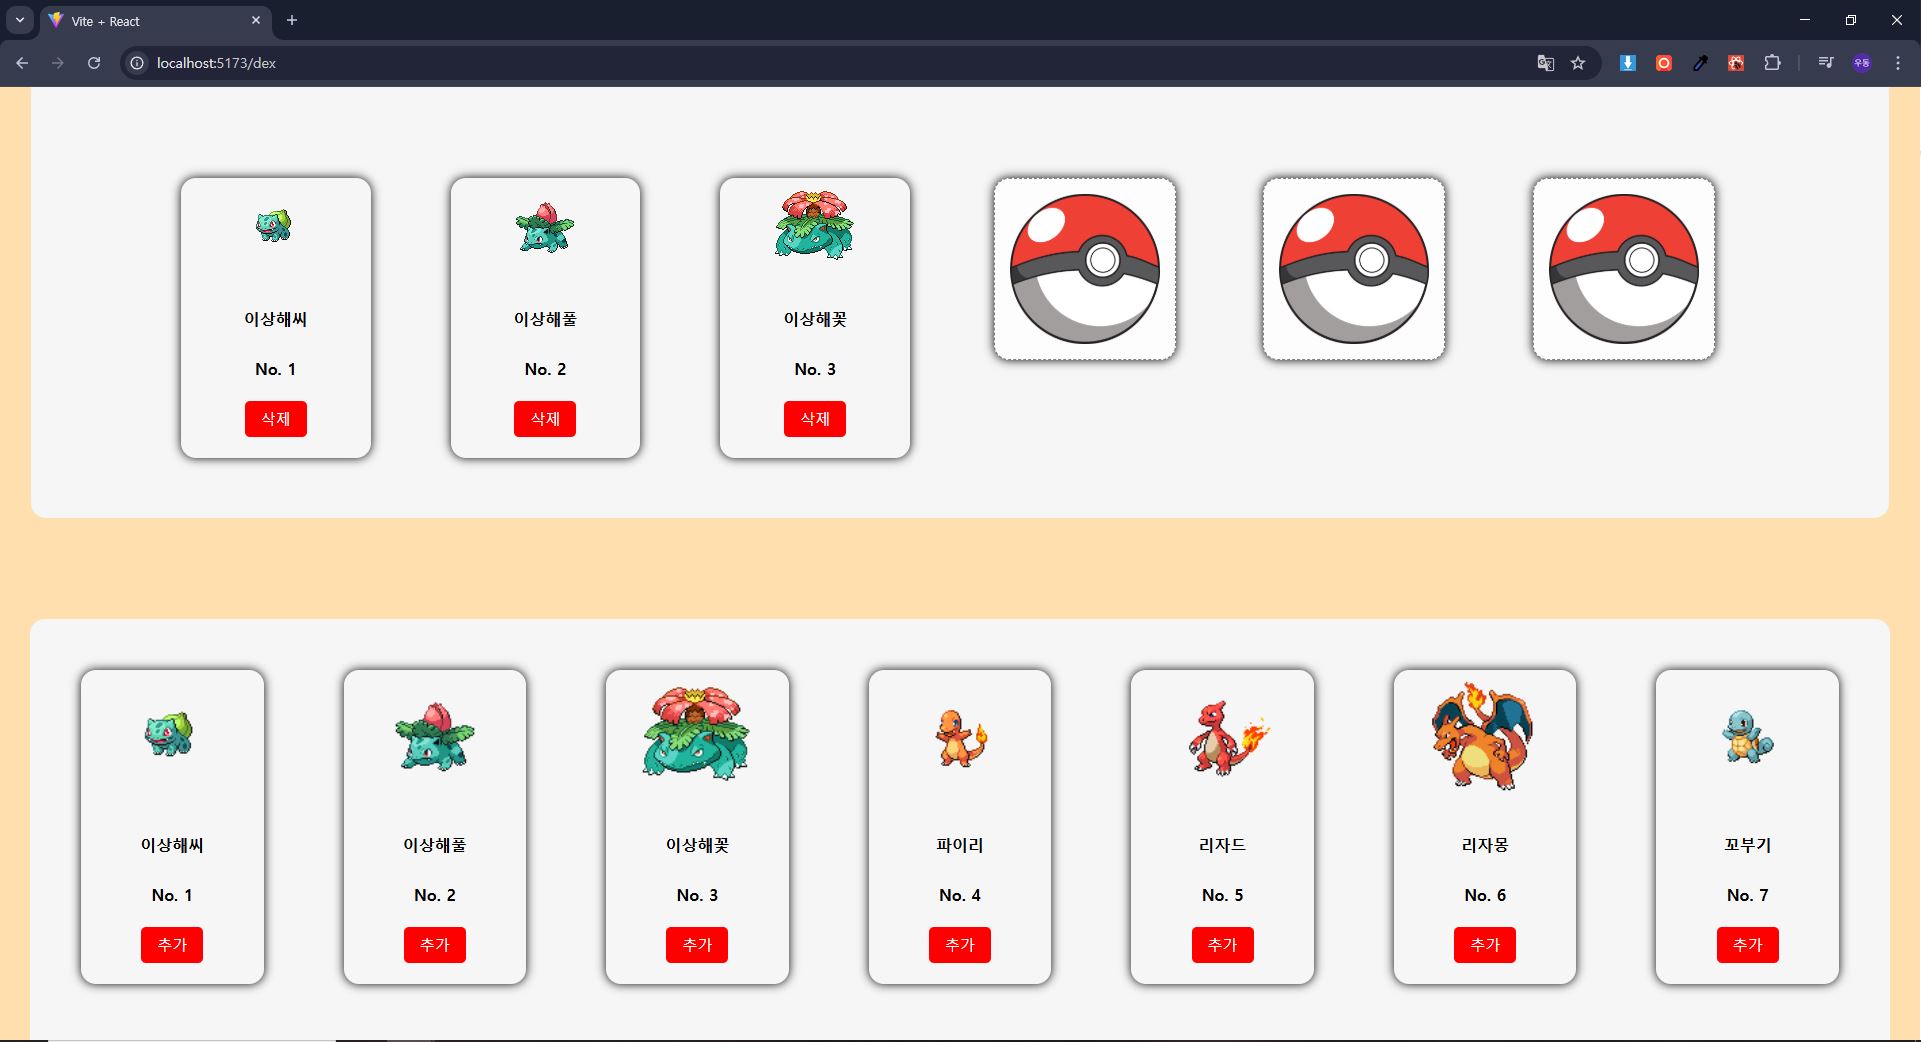 Vite + React
localhost:5173/dex
우동
이상해씨
No. 1
삭제
이상해풀
No. 2
삭제
이상해꽃
No. 3
삭제
이상해씨
No. 1
추가
이상해풀
No. 2
추가
이상해꽃
No. 3
추가
파이리
No. 4
추가
리자드
No. 5
추가
리자몽
No. 6
추가
꼬부기
No. 7
추가